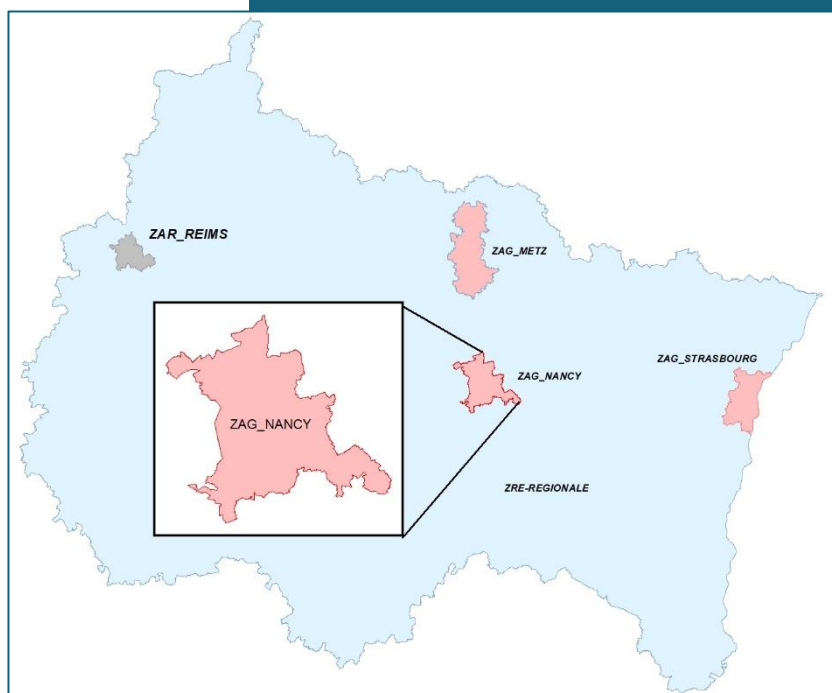 ZAR_REIMS
ZAG_METZ
ZAG_STRASBOURG
ZAG_NANCY
ZAG_NANCY
ZRE-REGIONALE